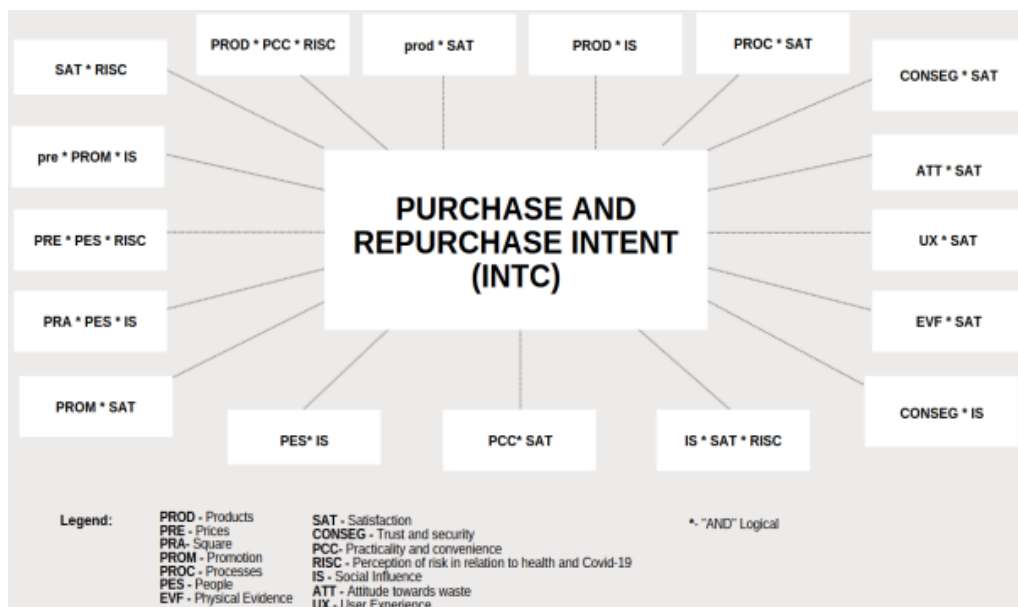 PROD * PCC * RISC
prod * SAT
PROD * IS
PROC * SAT
SAT * RISC
CONSEG * SAT
pre * PROM * IS
ATT * SAT
PURCHASE AND
REPURCHASE INTENT
(INTC)
PRE * PES * RISC
UX * SAT
PRA * PES * IS
EVF * SAT
PROM * SAT
CONSEG * IS
PES* IS
PCC* SAT
IS * SAT * RISC
Legend:
PROD - Products
PRE - Prices
PRA- Square
PROM - Promotion
PROC - Processes
PES - People
EVF - Physical Evidence
SAT - Satisfaction
CONSEG - Trust and security
PCC- Practicality and convenience
RISC - Perception of risk in relation to health and Covid-19
IS - Social Influence
ATT - Attitude towards waste
UX - User Experience
*- "AND" Logical